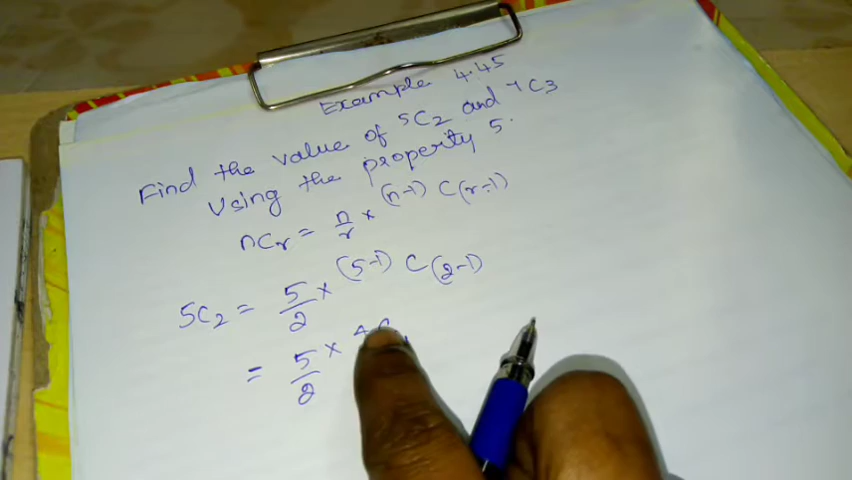 Example 4.45
Find the value of 5C2 and 7C3
Using the property 5.
nCr = n/r × (n-1) C(r-1)
5C2 = 5/2 × (5-1) C(2-1)
= 5/2 × 4C1